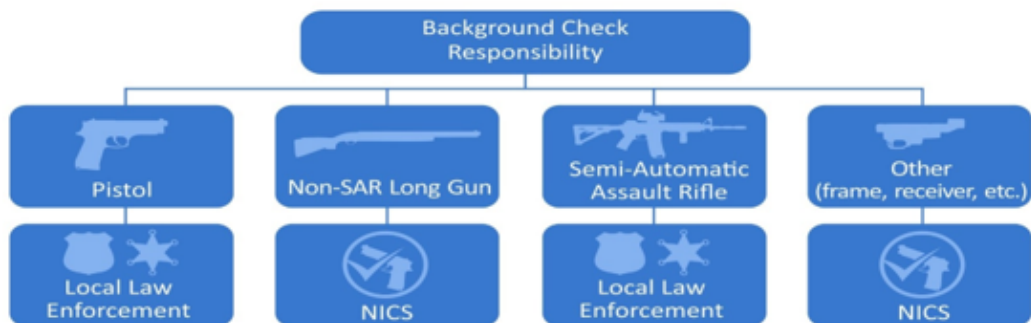 Background Check
Responsibility
Pistol
Non-SAR Long Gun
Semi-Automatic
Assault Rifle
Other
(frame, receiver, etc.)
Local Law
Enforcement
NICS
Local Law
Enforcement
NICS